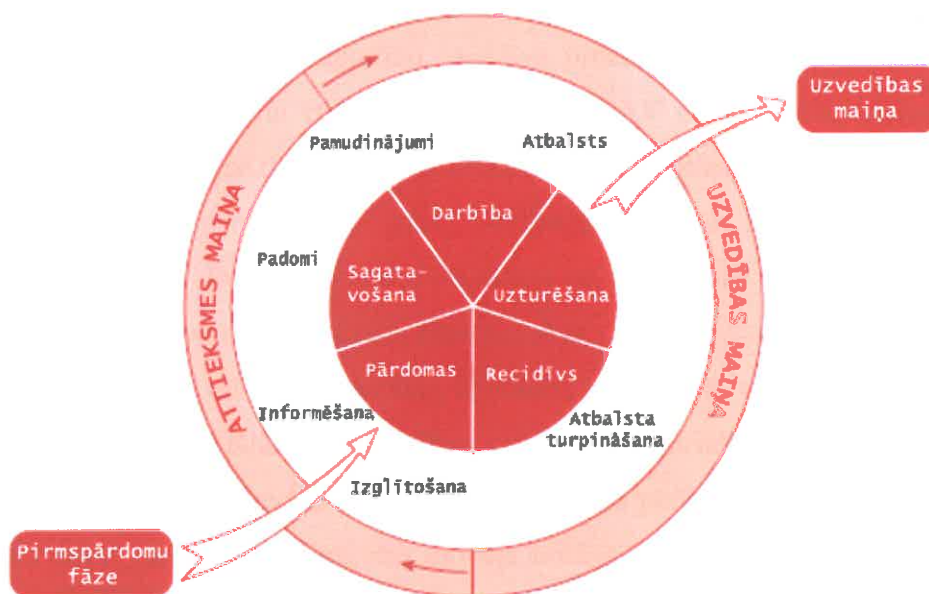 Uzvedības
maiņa
Pamudinājumi
Atbalsts
Darbība
Padomi
Sagata-
vošana
Uzturēšana
ATTIEKSMES MAIŅA
UZVEDĪBAS MAIŅA
Pārdomas
Recidīvs
Informēšana
Atbalsta
turpināšana
Izglītošana
Pirmspārdomu
fāze